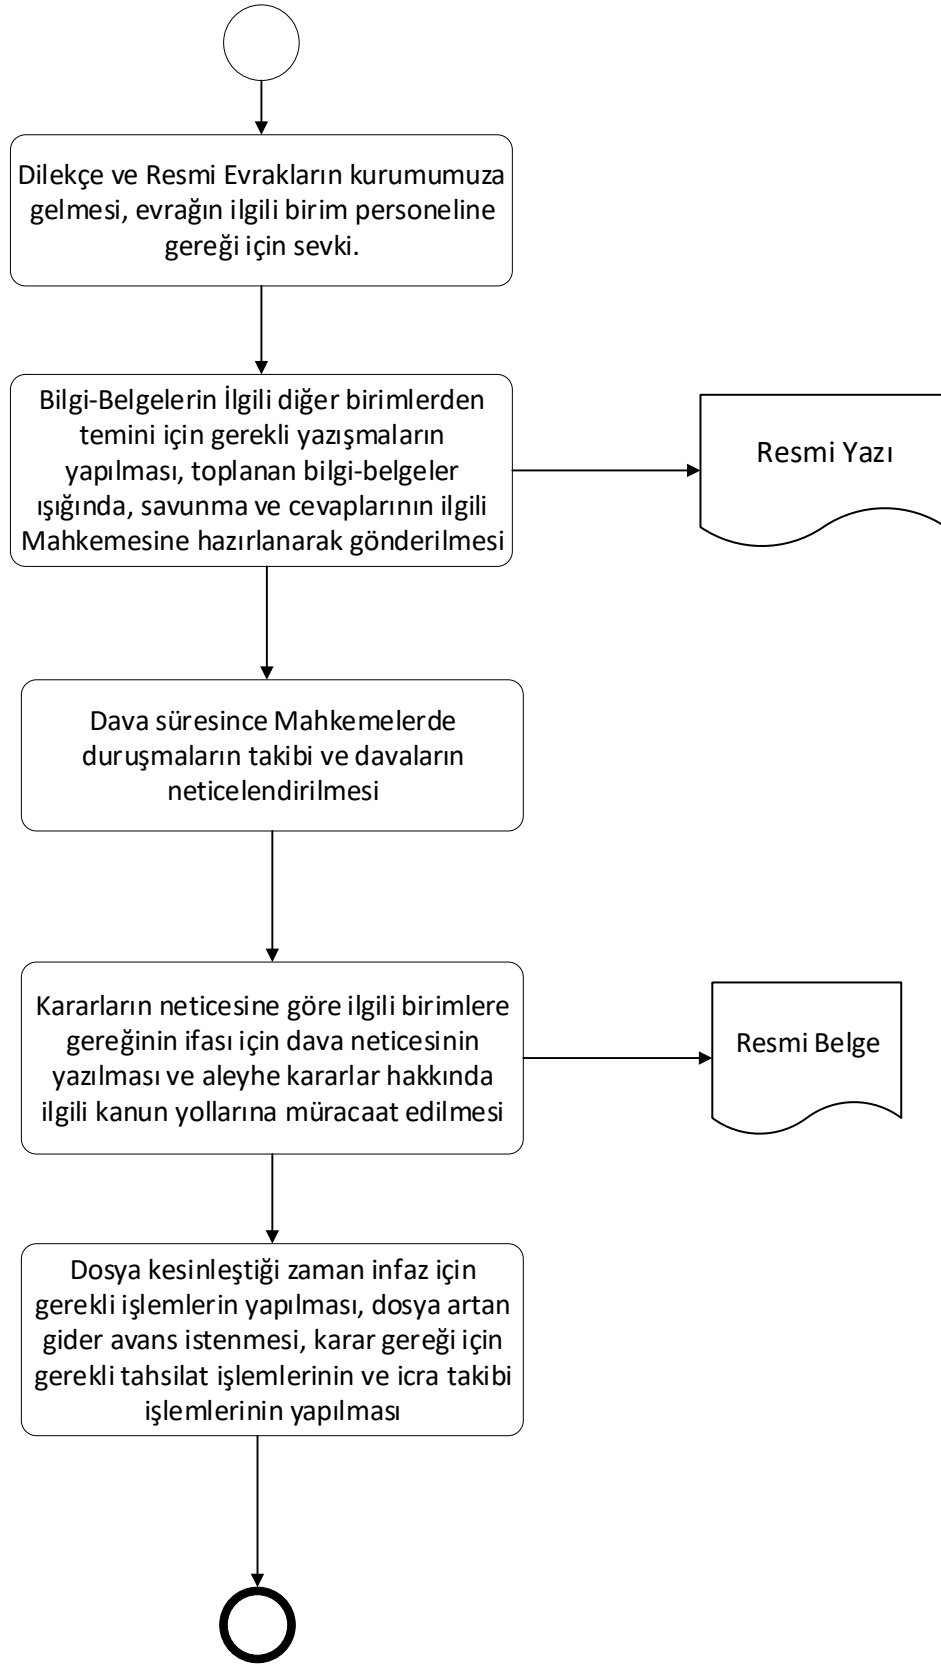 Dilekçe ve Resmi Evrakların kurumumuza
gelmesi, evrağın ilgili birim personeline
gereği için sevki.
Bilgi-Belgelerin İlgili diğer birimlerden
temini için gerekli yazışmaların
yapılması, toplanan bilgi-belgeler
ışığında, savunma ve cevaplarının ilgili
Mahkemesine hazırlanarak gönderilmesi
Resmi Yazı
Dava süresince Mahkemelerde
duruşmaların takibi ve davaların
neticelendirilmesi
Kararların neticesine göre ilgili birimlere
gereğinin ifası için dava neticesinin
yazılması ve aleyhe kararlar hakkında
ilgili kanun yollarına müracaat edilmesi
Resmi Belge
Dosya kesinleştiği zaman infaz için
gerekli işlemlerin yapılması, dosya artan
gider avans istenmesi, karar gereği için
gerekli tahsilat işlemlerinin ve icra takibi
işlemlerinin yapılması